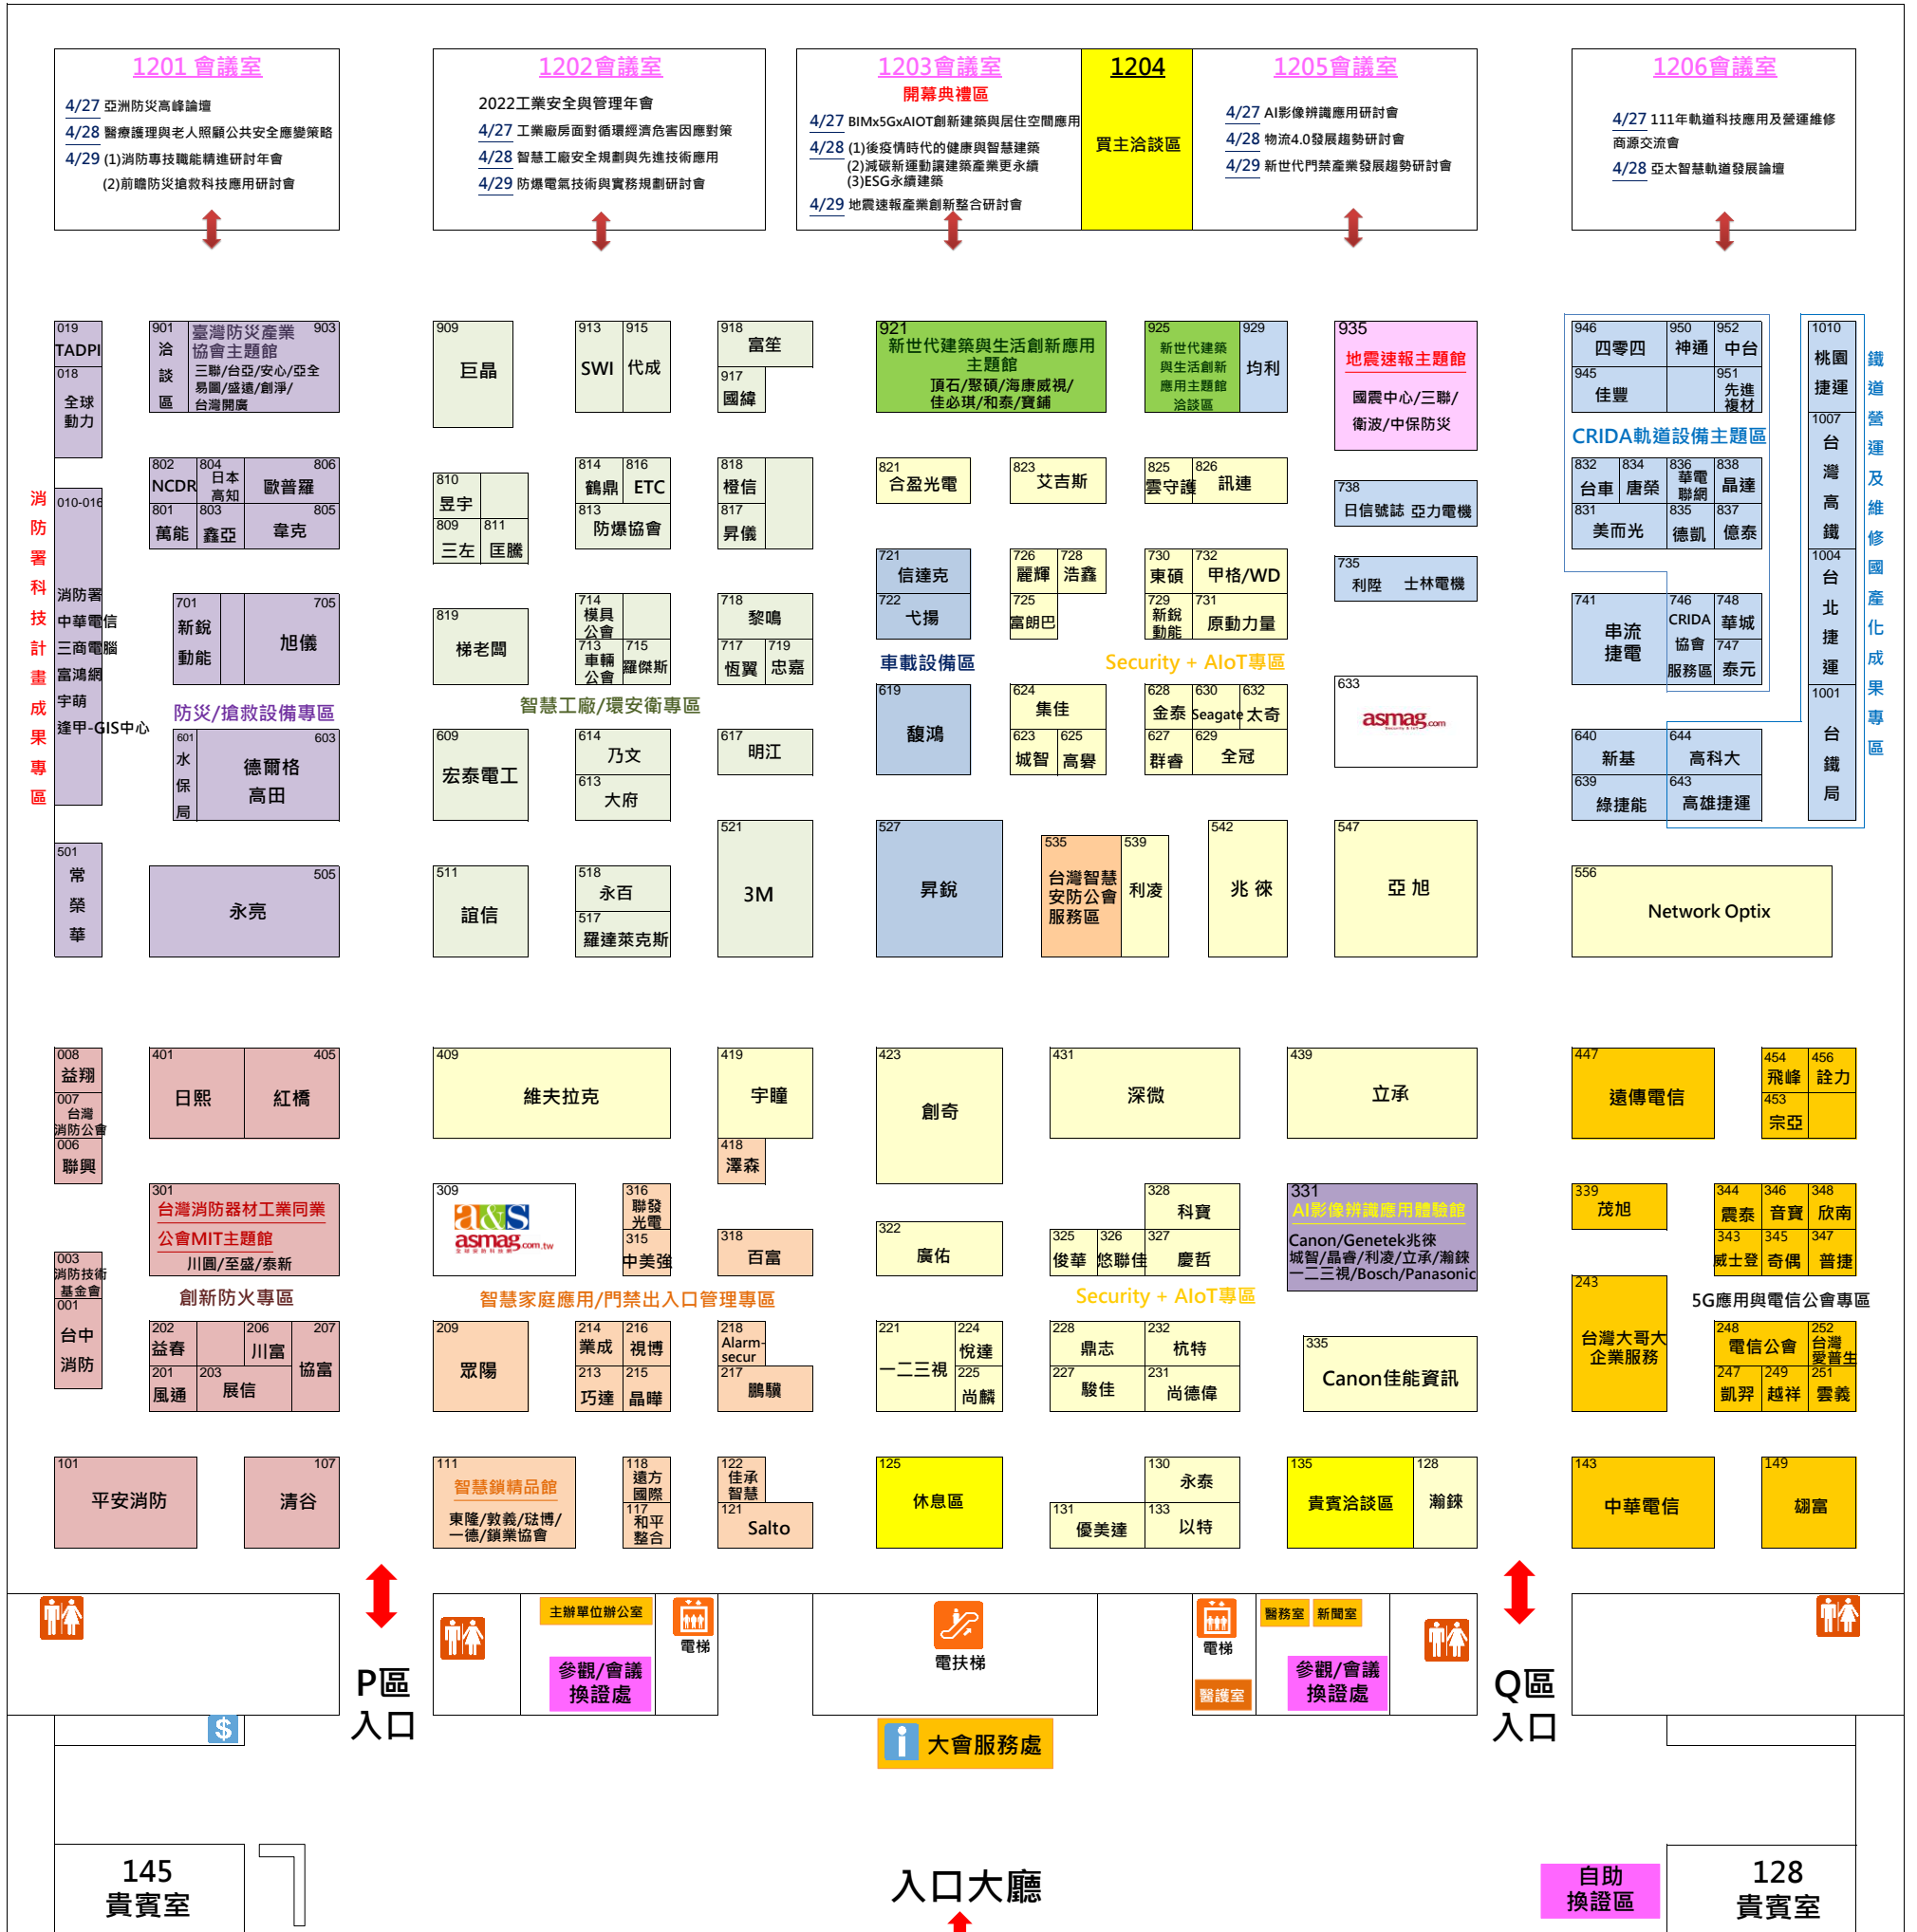 1201 會議室
4/27 亞洲防災高峰論壇
4/28 醫療護理與老人照顧公共安全應變策略
4/29 (1)消防專技職能精進研討年會
(2)前瞻防災搶救科技應用研討會
1202會議室
2022工業安全與管理年會
4/27 工業廠房面對循環經濟危害因應對策
4/28 智慧工廠安全規劃與先進技術應用
4/29 防爆電氣技術與實務規劃研討會
1203會議室
開幕典禮區
4/27 BIMx5GxAIOT創新建築與居住空間應用
4/28 (1)後疫情時代的健康與智慧建築
(2)減碳新運動讓建築產業更永續
(3)ESG永續建築
4/29 地震速報產業創新整合研討會
1204
買主洽談區
1205會議室
4/27 AI影像辨識應用研討會
4/28 物流4.0發展趨勢研討會
4/29 新世代門禁產業發展趨勢研討會
1206會議室
4/27 111年軌道科技應用及營運維修
商源交流會
4/28 亞太智慧軌道發展論壇
019
TADPI
018
全球
動力
901
洽
談
區
903
臺灣防災產業
協會主題館
三聯/台亞/安心/亞全
易圖/盛遠/創淨/
台灣開廣
909
巨晶
913
SWI
915
代成
918
富笙
917
國緯
921
新世代建築與生活創新應用
主題館
頂石/聚碩/海康威視/
佳必琪/和泰/寶鋪
925
新世代建築
與生活創新
應用主題館
洽談區
929
均利
935
地震速報主題館
國震中心/三聯/
衛波/中保防災
946
四零四
950
神通
952
中台
945
佳豐
951
先進
複材
CRIDA軌道設備主題區
1010
桃園
捷運
1007
台
灣
高
鐵
1004
台
北
捷
運
1001
台
鐵
局
鐵道營運及維修國產化成果專區
消防署科技計畫成果專區
010-016
消防署
中華電信
三商電腦
富鴻網
宇萌
逢甲-GIS中心
802
NCDR
804
日本
高知
806
歐普羅
801
萬能
803
鑫亞
805
韋克
810
昱宇
809
三左
811
匡騰
814
鶴鼎
816
ETC
813
防爆協會
818
橙信
817
昇儀
821
合盈光電
823
艾吉斯
825
雲守護
826
訊連
738
日信號誌 亞力電機
832
台車
834
唐榮
836
華電
聯網
838
晶達
831
美而光
835
德凱
837
億泰
721
信達克
722
弋揚
726
麗輝
728
浩鑫
725
富朗巴
730
東碩
732
甲格/WD
729
新銳
動能
731
原動力量
735
利陞 士林電機
701
新銳
動能
705
旭儀
819
梯老闆
714
模具
公會
713
車輛
公會
715
羅傑斯
718
黎鳴
717
恆翼
719
忠嘉
741
串流
捷電
746
CRIDA
協會
服務區
748
華城
747
泰元
車載設備區
Security + AIoT專區
防災/搶救設備專區
智慧工廠/環安衛專區
601
水
保
局
603
德爾格
高田
609
宏泰電工
614
乃文
613
大府
617
明江
619
馥鴻
624
集佳
623
城智
625
高礜
628
金泰
630
Seagate
632
太奇
627
群睿
629
全冠
633
asmag.com
640
新基
644
高科大
639
綠捷能
643
高雄捷運
501
常
榮
華
505
永亮
511
誼信
518
永百
517
羅達萊克斯
521
3M
527
昇銳
535
台灣智慧
安防公會
服務區
539
利凌
542
兆徠
547
亞旭
556
Network Optix
008
益翔
007
台灣
消防公會
006
聯興
401
日熙
405
紅橋
409
維夫拉克
419
宇瞳
418
澤森
423
創奇
431
深微
439
立承
447
遠傳電信
454
飛峰
456
詮力
453
宗亞
301
台灣消防器材工業同業
公會MIT主題館
川圓/至盛/泰新
003
消防技術
基金會
001
台中
消防
創新防火專區
309
a&s
asmag.com.tw
全球安防科技網
316
聯發
光電
315
中美強
318
百富
322
廣佑
328
科寶
325
俊華
326
悠聯佳
327
慶哲
331
AI影像辨識應用體驗館
Canon/Genetek兆徠
城智/晶睿/利凌/立承/瀚錸
一二三視/Bosch/Panasonic
339
茂旭
344
震泰
346
音寶
348
欣南
343
威士登
345
奇偶
347
普捷
智慧家庭應用/門禁出入口管理專區
Security + AIoT專區
5G應用與電信公會專區
202
益春
206
川富
207
協富
201
風通
203
展信
209
眾陽
214
業成
216
視博
213
巧達
215
晶曄
218
Alarm-
secur
217
鵬驥
221
一二三視
224
悅達
225
尚麟
228
鼎志
232
杭特
227
駿佳
231
尚德偉
335
Canon佳能資訊
243
台灣大哥大
企業服務
248
電信公會
252
台灣
愛普生
247
凱羿
249
越祥
251
雲義
101
平安消防
107
清谷
111
智慧鎖精品館
東隆/敦義/琺博/
一德/鎖業協會
118
遠方
國際
117
和平
整合
122
佳承
智慧
121
Salto
125
休息區
130
永泰
131
優美達
133
以特
135
貴賓洽談區
128
瀚錸
143
中華電信
149
翃富
主辦單位辦公室
電梯
參觀/會議
換證處
電扶梯
電梯
醫護室
醫務室
新聞室
參觀/會議
換證處
P區
入口
Q區
入口
$
i 大會服務處
145
貴賓室
入口大廳
自助
換證區
128
貴賓室